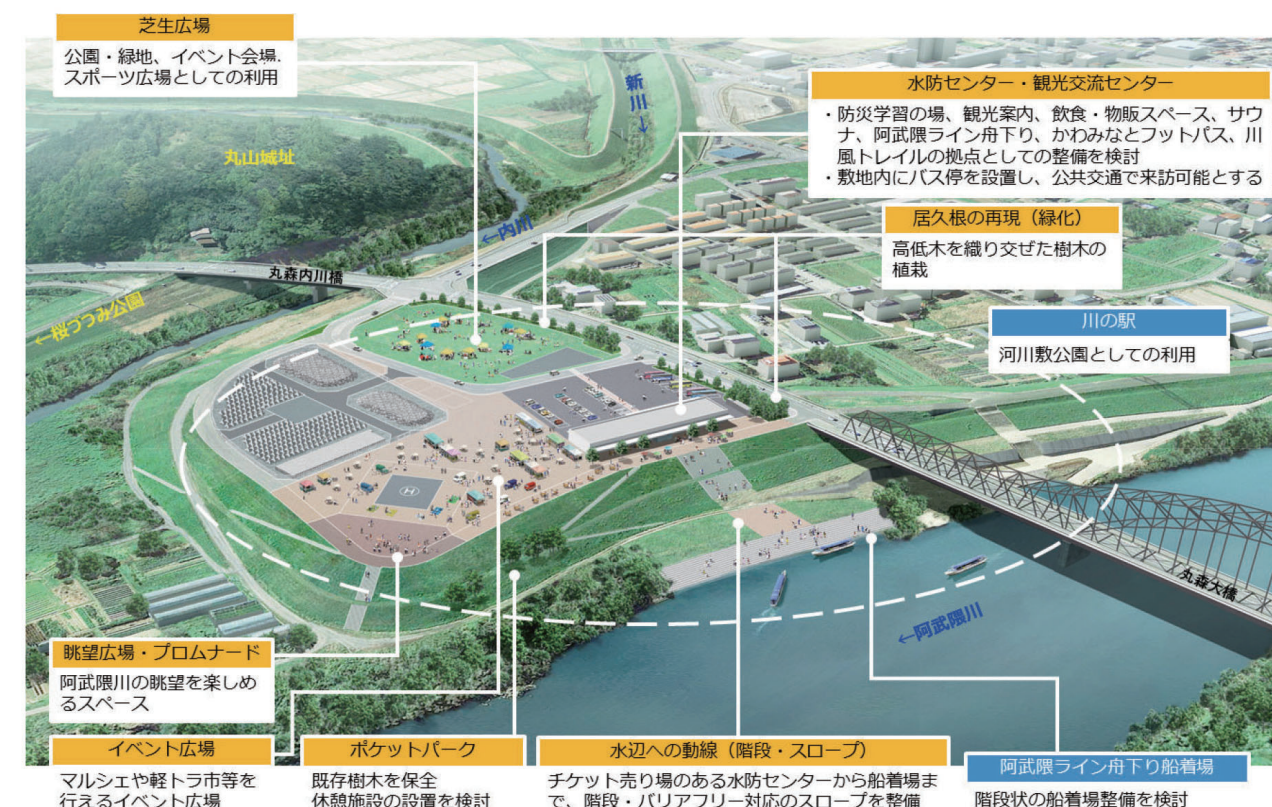 芝生広場
公園・緑地、イベント会場.
スポーツ広場としての利用
水防センター・観光交流センター
・防災学習の場、観光案内、飲食・物販スペース、サウ
ナ、阿武隈ライン舟下り、かわみなとフットパス、川
風トレイルの拠点としての整備を検討
・敷地内にバス停を設置し、公共交通で来訪可能とする
新川→
丸山城址
←内川
居久根の再現（緑化）
高低木を織り交ぜた樹木の
植栽
丸森内川橋
←桜づつみ公園
川の駅
河川敷公園としての利用
H
丸森大橋
←阿武隈川
眺望広場・プロムナード
阿武隈川の眺望を楽しめ
るスペース
イベント広場
マルシェや軽トラ市等を
行えるイベント広場
ポケットパーク
既存樹木を保全
休憩施設の設置を検討
水辺への動線（階段・スロープ）
チケット売り場のある水防センターから船着場ま
で、階段・バリアフリー対応のスロープを整備
阿武隈ライン舟下り船着場
階段状の船着場整備を検討